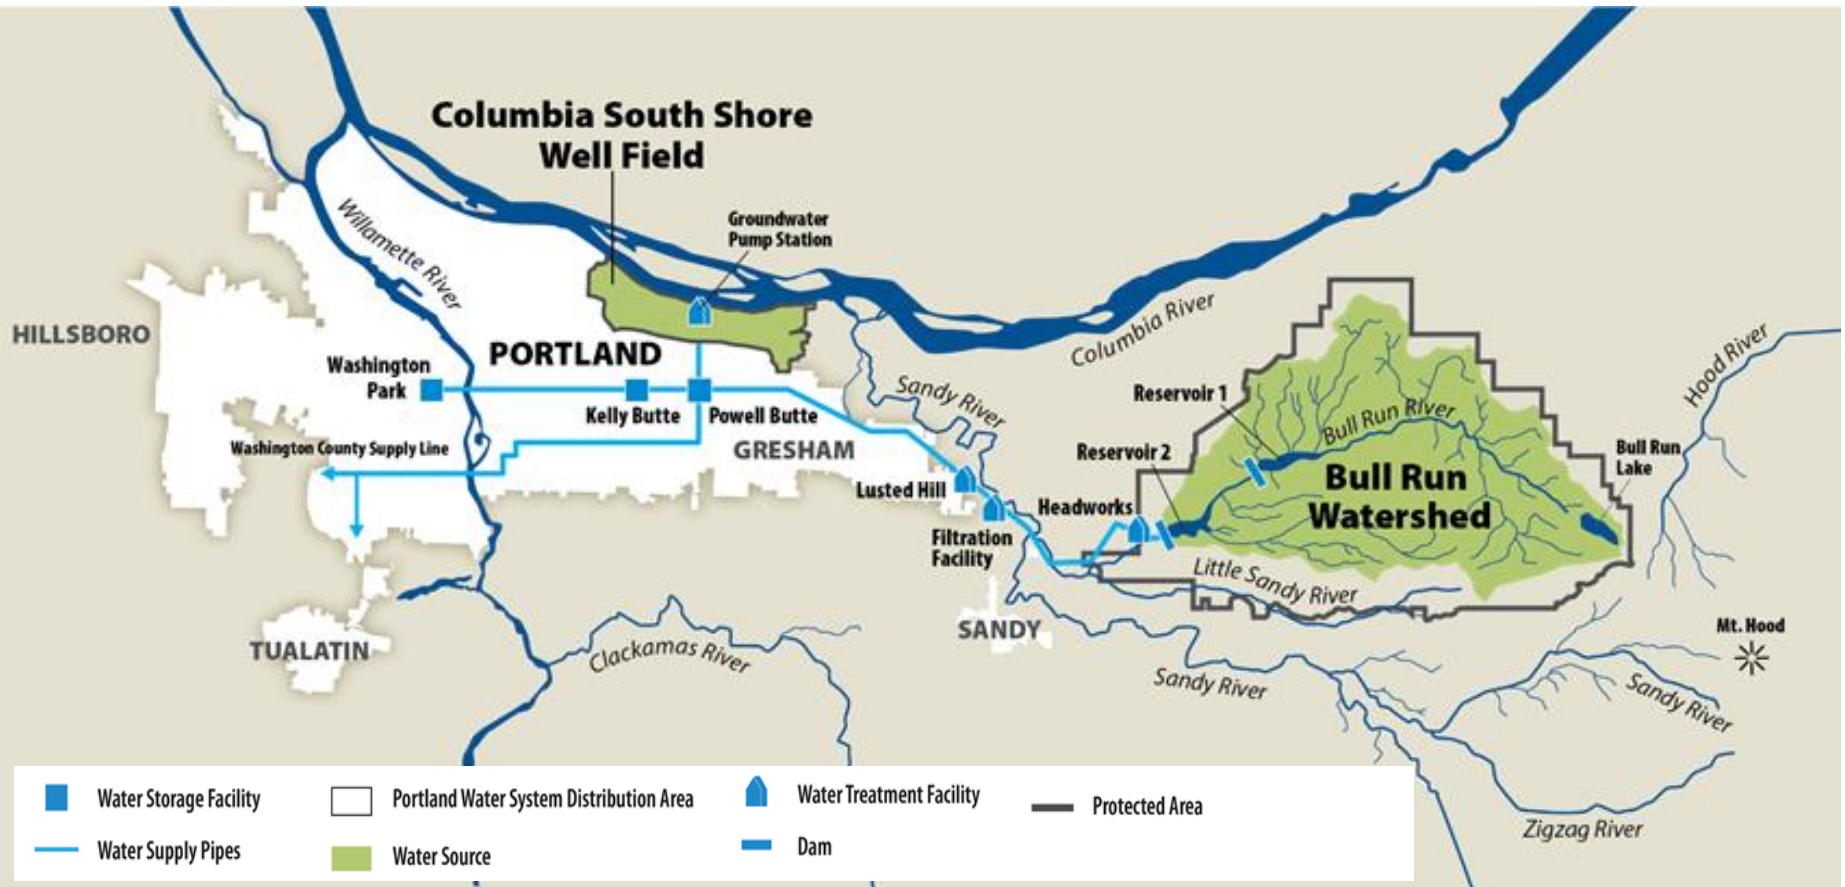 Columbia South Shore
Well Field
Groundwater
Pump Station
Willamette River
HILLSBORO
PORTLAND
Washington
Park
Kelly Butte
Powell Butte
Washington County Supply Line
GRESHAM
Sandy River
Columbia River
Hood River
Reservoir 1
Bull Run River
Reservoir 2
Bull Run
Lake
Bull Run
Watershed
Lusted Hill
Headworks
Filtration
Facility
Little Sandy River
SANDY
TUALATIN
Clackamas River
Sandy River
Mt. Hood
Sandy River
Zigzag River
Water Storage Facility
Portland Water System Distribution Area
Water Treatment Facility
Protected Area
Water Supply Pipes
Water Source
Dam